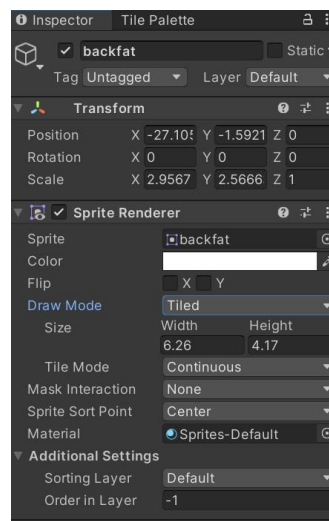 Inspector Tile Palette
backfat Static
Tag Untagged Layer Default
Transform
Position X -27.105 Y -1.5921 Z 0
Rotation X 0 Y 0 Z 0
Scale X 2.9567 Y 2.5666 Z 1
Sprite Renderer
Sprite backfat
Color
Flip X Y
Draw Mode Tiled
Size Width Height
6.26 4.17
Tile Mode Continuous
Mask Interaction None
Sprite Sort Point Center
Material Sprites-Default
Additional Settings
Sorting Layer Default
Order in Layer -1